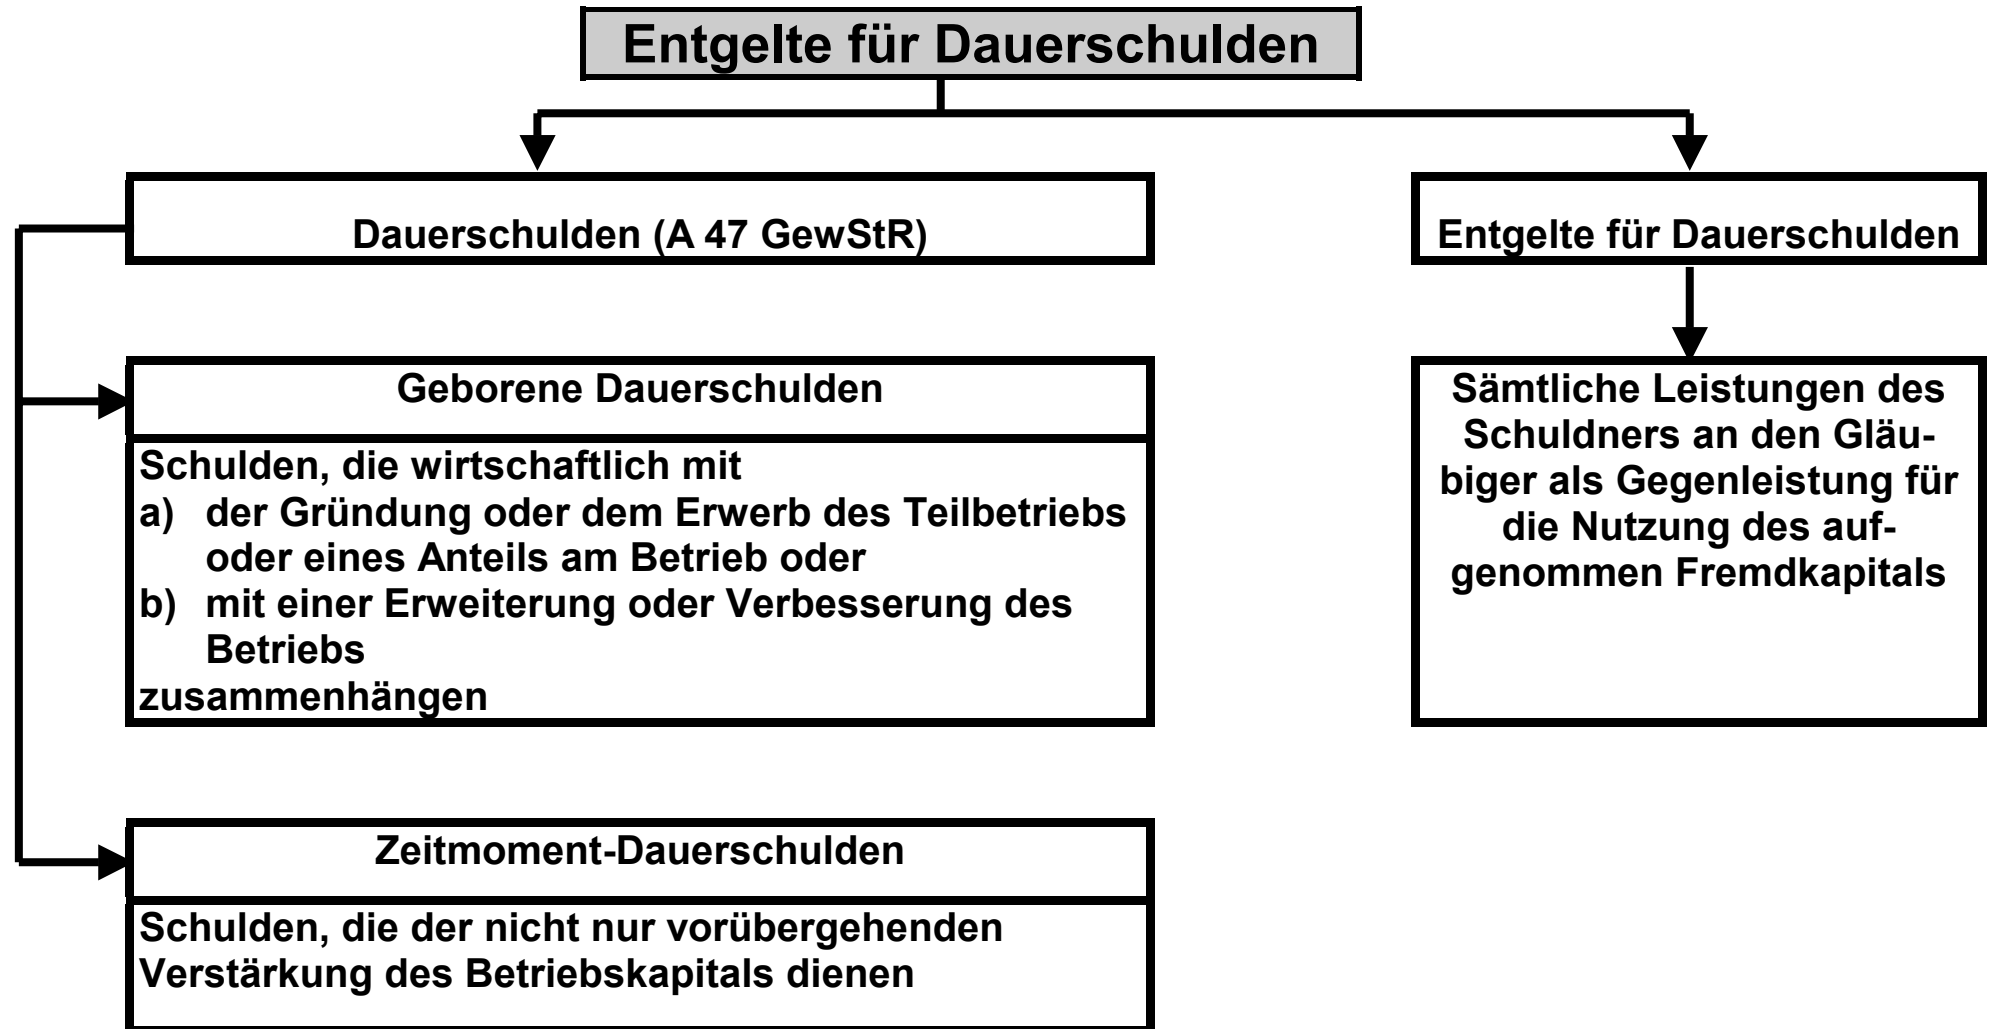 Entgelte für Dauerschulden
Dauerschulden (A 47 GewStR)
Entgelte für Dauerschulden
Geborene Dauerschulden
Schulden, die wirtschaftlich mit
a) der Gründung oder dem Erwerb des Teilbetriebs
oder eines Anteils am Betrieb oder
b) mit einer Erweiterung oder Verbesserung des
Betriebs
zusammenhängen
Sämtliche Leistungen des
Schuldners an den Gläu-
biger als Gegenleistung für
die Nutzung des auf-
genommen Fremdkapitals
Zeitmoment-Dauerschulden
Schulden, die der nicht nur vorübergehenden
Verstärkung des Betriebskapitals dienen